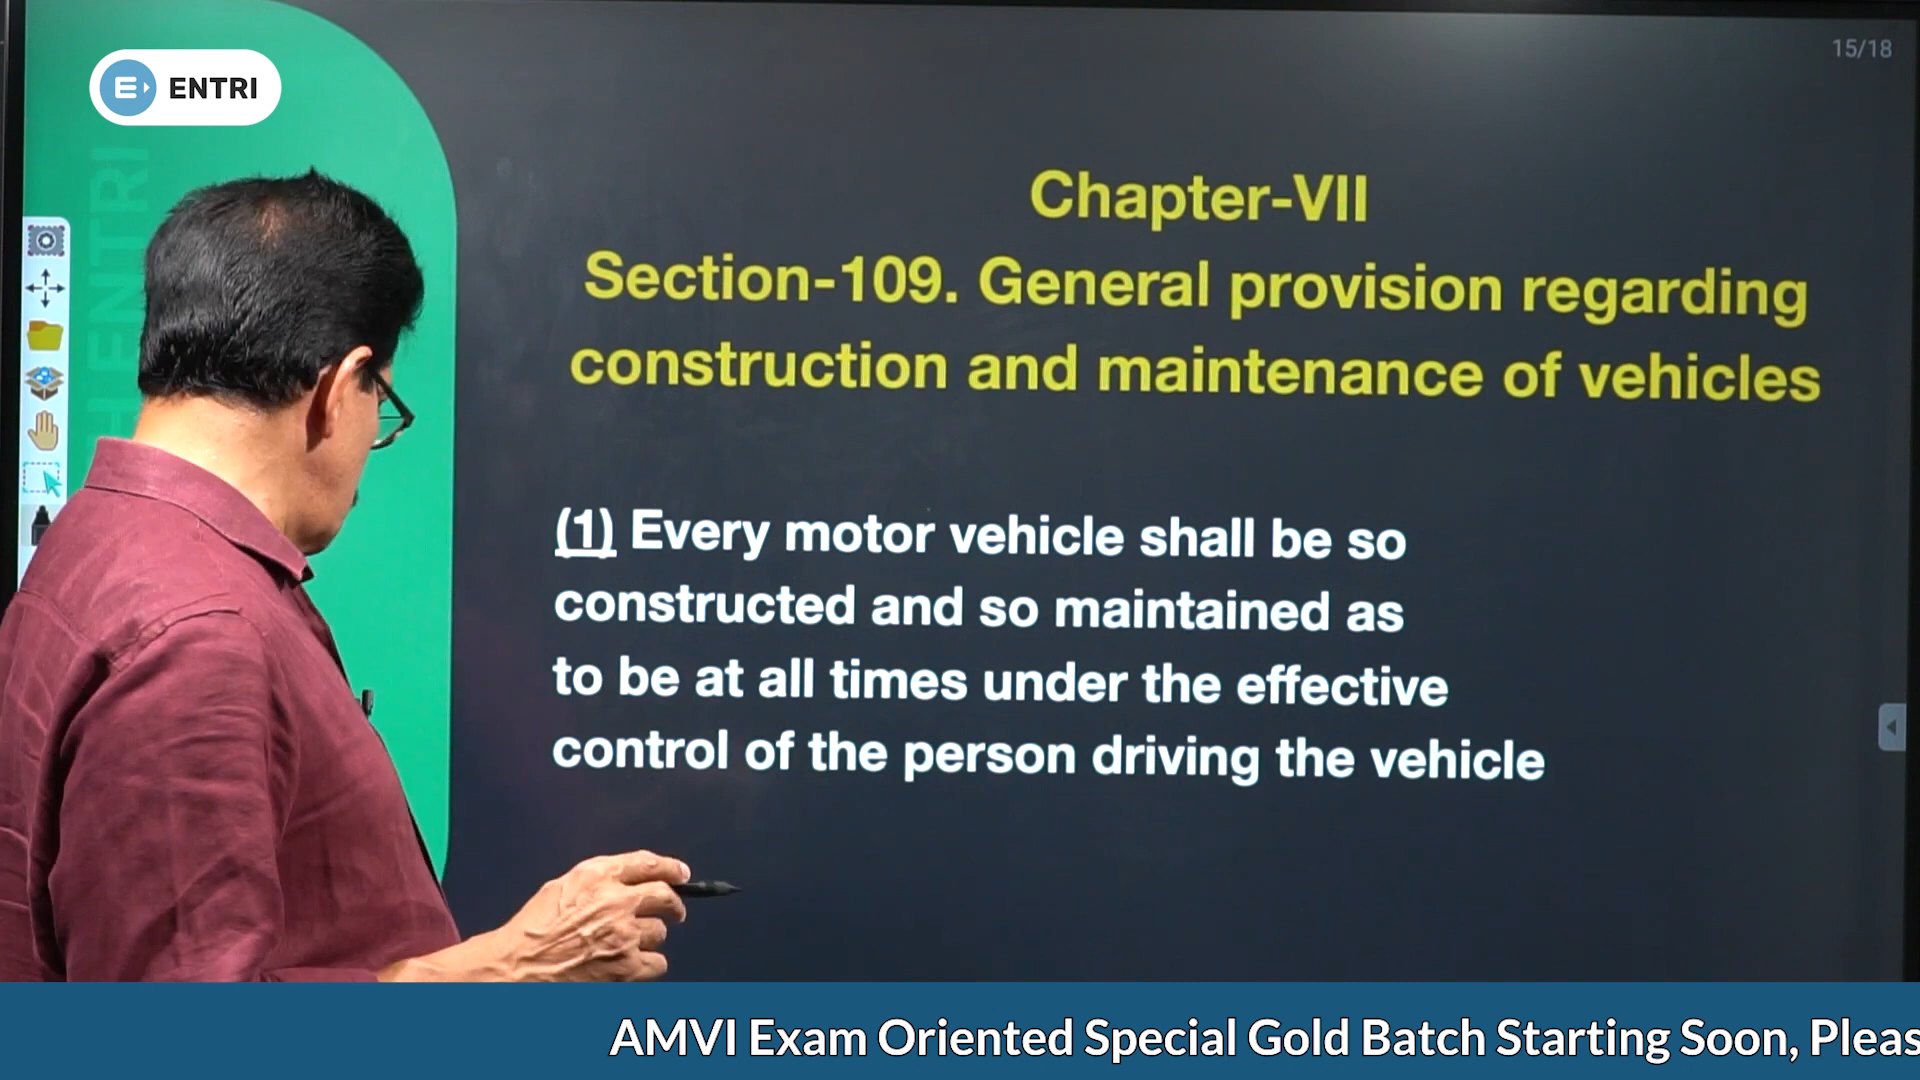 ENTRI
15/18
Chapter-VII
Section-109. General provision regarding
construction and maintenance of vehicles
(1) Every motor vehicle shall be so
constructed and so maintained as
to be at all times under the effective
control of the person driving the vehicle
AMVI Exam Oriented Special Gold Batch Starting Soon, Pleas